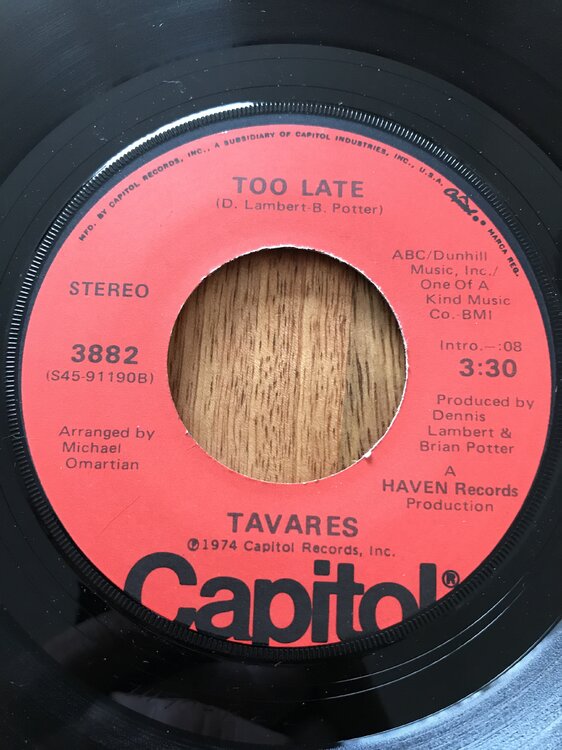 MFD. BY CAPITOL RECORDS, INC., A SUBSIDIARY OF CAPITOL INDUSTRIES, INC., U.S.A.
Capitol
MARCA REG.
TOO LATE
(D. Lambert-B. Potter)
STEREO
3882
(S45-91190B)
Arranged by
Michael
Omartian
ABC/Dunhill
Music, Inc./
One Of A
Kind Music
Co.-BMI
Intro.–:08
3:30
Produced by
Dennis
Lambert &
Brian Potter
A
HAVEN Records
Production
TAVARES
℗1974 Capitol Records, Inc.
Capitol®